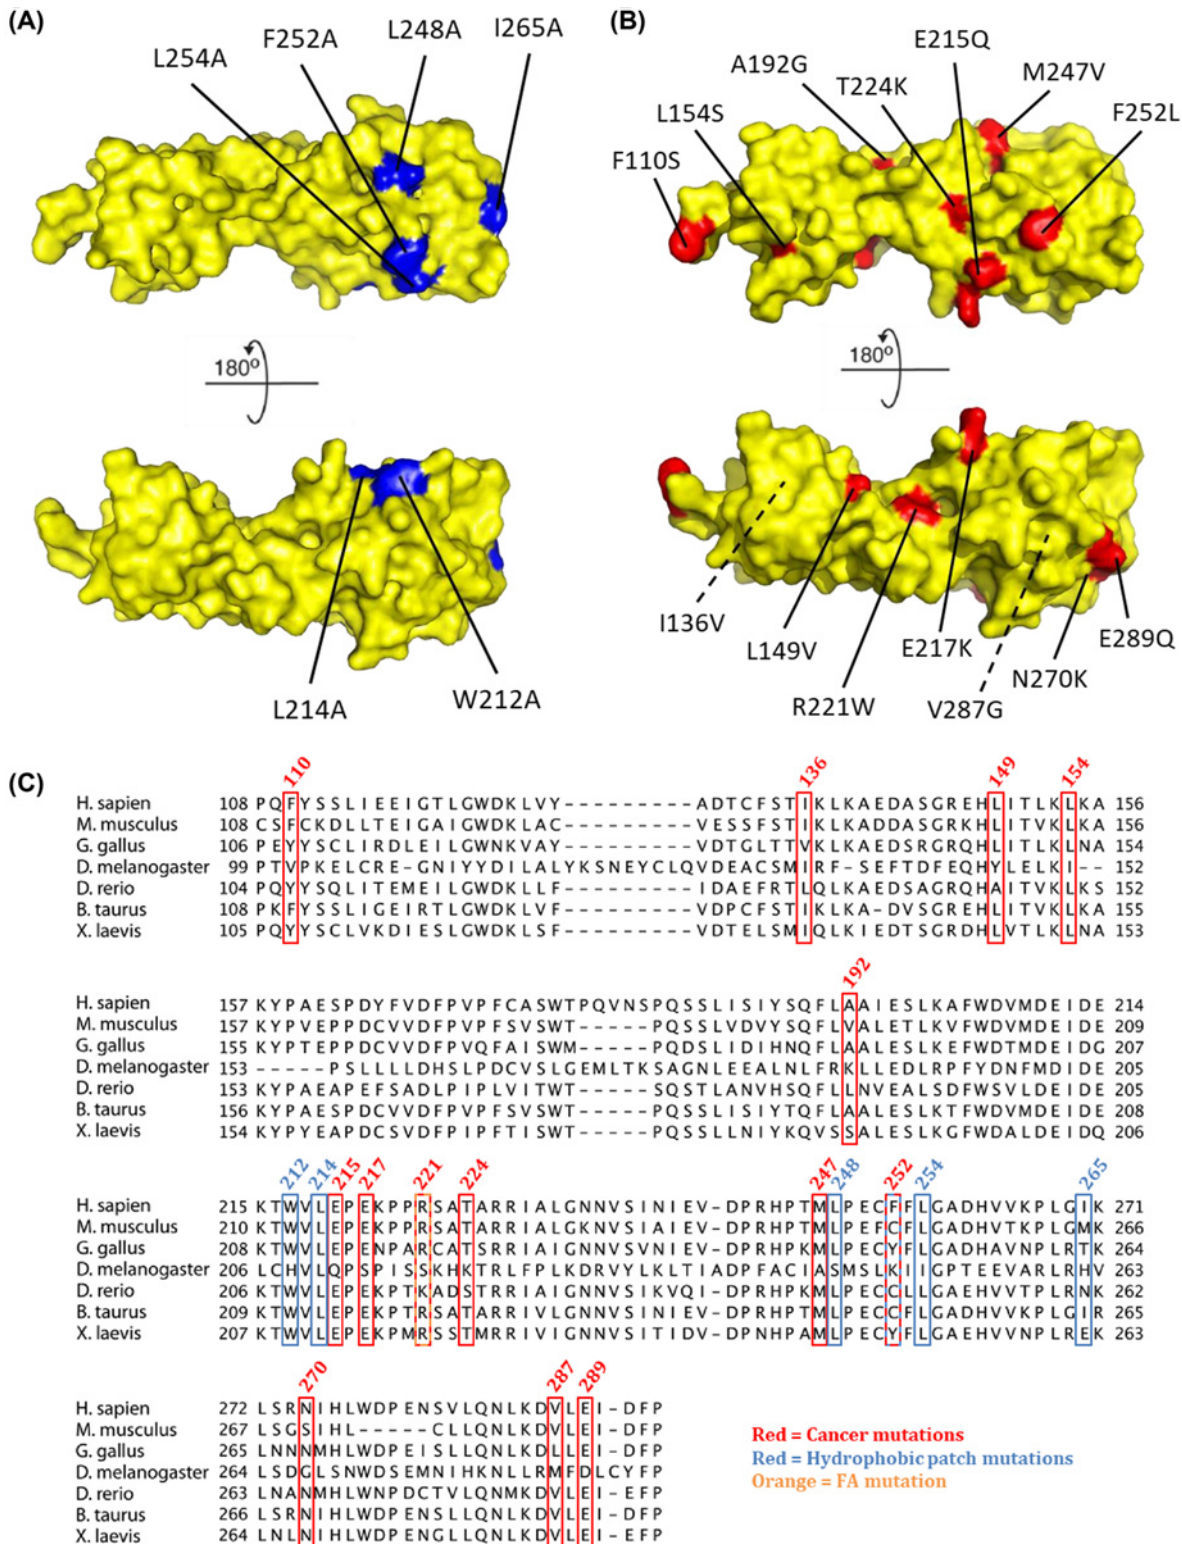 (A)
L254A
F252A
L248A
I265A
180º
L214A
W212A
(B)
F110S
L154S
A192G
T224K
E215Q
M247V
F252L
180º
I136V
L149V
R221W
E217K
V287G
N270K
E289Q
(C)
110 136 149 154
H. sapien 108 PQFYSSLIEEIGTLGWDKLVY---------ADTCFSTIKLKAEDASGREHLITLKLKA 156
M. musculus 108 CSFCKDLLTEIGAIGWDKLAC---------VESSFSTIKLKADDASGRKHLITVKLKA 156
G. gallus 106 PEYYSCLIRDLEILGWNKVAY---------VDTGLTTVKLKAEDSRGRQHLITLKLNA 154
D. melanogaster 99 PTVPKELCRE-GNIYYDILALYKSNEYCLQVDEACSMIRF-SEFTDFEQHYLELKL-- 152
D. rerio 104 PQYYSQLITEMEILGWDKLLF---------IDAEFRTLQLKAEDSAGRQHAITVKLKS 152
B. taurus 108 PKFYSSLIGEIRTLGWDKLVF---------VDPCFSTIKLKA-DVSGREHLITVKLKA 155
X. laevis 105 PQYYSCLVKDIESLGWDKLSF---------VDTELSMIQLKIEDTSGRDHLVTLKLNA 153
192
H. sapien 157 KYPAESPDYFVDFPVPFCASWTPQVNSPQSSLISIYSQFLAAIESLKAFWDVMDEIDE 214
M. musculus 157 KYPVEPPDCVVDFPVPFSVSWT-----PQSSLVDVYSQFLVALETLKVFWDVMDEIDE 209
G. gallus 155 KYPTEPPDCVVDFPVQFAISWM-----PQDSLIDIHNQFLAALESLKEFWDTMDEIDG 207
D. melanogaster 153 -----PSLLLLDHSLPDCVSLGEMLTKSAGNLEEALNLFRKLLEDLRPFYDNFMDIDE 205
D. rerio 153 KYPAEAPEFSADLPIPLVITWT-----SQSTLANVHSQFLLNVEALSDFWSVLDEIDE 205
B. taurus 156 KYPAESPDCVVDFPVPFSVSWT-----PQSSLISIYTQFLAALESLKTFWDVMDEIDE 208
X. laevis 154 KYPYEAPDCSVDFPIPFTISWT-----PQSSLLNIYKQVSSALESLKGFWDALDEIDQ 206
212 214 215 217 221 224 247 248 252 254 265
H. sapien 215 KTWVLEPEKPPRSATARRIALGNNVSINIEV-DPRHPTMLPECFFLGADHVVKPLGIK 271
M. musculus 210 KTWVLEPEKPPRSATARRIALGNNVSINIEV-DPRHPTMLPEFCFLGADHVVKPLGMK 266
G. gallus 208 KTWVLEPENPARCATSRRIAIGNNVSVNIEV-DPRHPKMLPECYFLGADHAVNPLRTK 264
D. melanogaster 206 LCHVLQPSPISSKHKTRLFPLKDRVYLKLTIADPFACIASMSLKIIGPTEEVARLRHV 263
D. rerio 206 KTWVLEPEKPTKADSTRRIAIGNNVSIKVQI-DPRHPKMLPECCLLGAEHVVTPLRNK 262
B. taurus 209 KTWVLEPEKPTRSATARRIVLGNNVSINIEV-DPRHPTMLPECCFLGADHVVKPLGIR 265
X. laevis 207 KTWVLEPEKPMRSSTMRRIVIGNNVSITIDV-DPNHPAMLPECYFLGAEHVVNPLREK 263
270 287 289
H. sapien 272 LSRNIHLWDPENSVLQNLKDVLEI-DFP
M. musculus 267 LSGSIHL-----CLLQNLKDVLEI-DFP
G. gallus 265 LNNNMHLWDPEISLLQNLKDLLEI-DFP
D. melanogaster 264 LSDGLSNWDSEMNIHKNLLRMFDLCYFP
D. rerio 263 LNANMHLWNPDCTVLQNMKDVLEI-EFP
B. taurus 266 LSRNIHLWDPENSLLQNLKDVLEI-DFP
X. laevis 264 LNLNIHLWDPENGLLQNLKDVLEI-EFP
Red = Cancer mutations
Red = Hydrophobic patch mutations
Orange = FA mutation